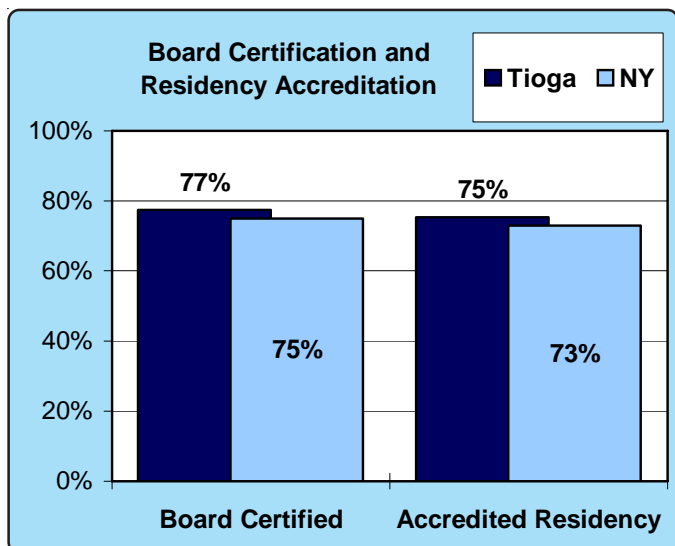 Board Certification and
Residency Accreditation
Tioga NY
100%
80%
60%
40%
20%
0%
77%
75%
75%
73%
Board Certified
Accredited Residency